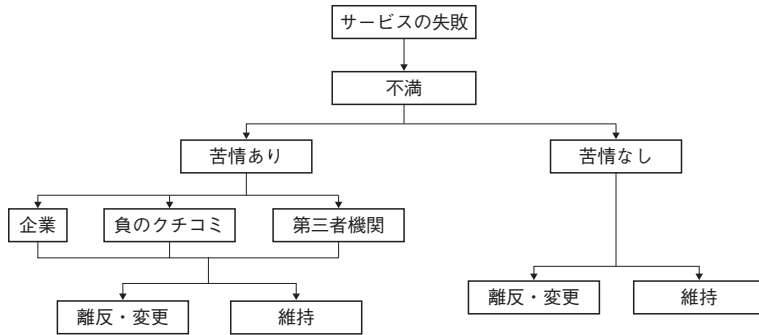 サービスの失敗
不満
苦情あり
苦情なし
企業
負のクチコミ
第三者機関
離反・変更
維持
離反・変更
維持